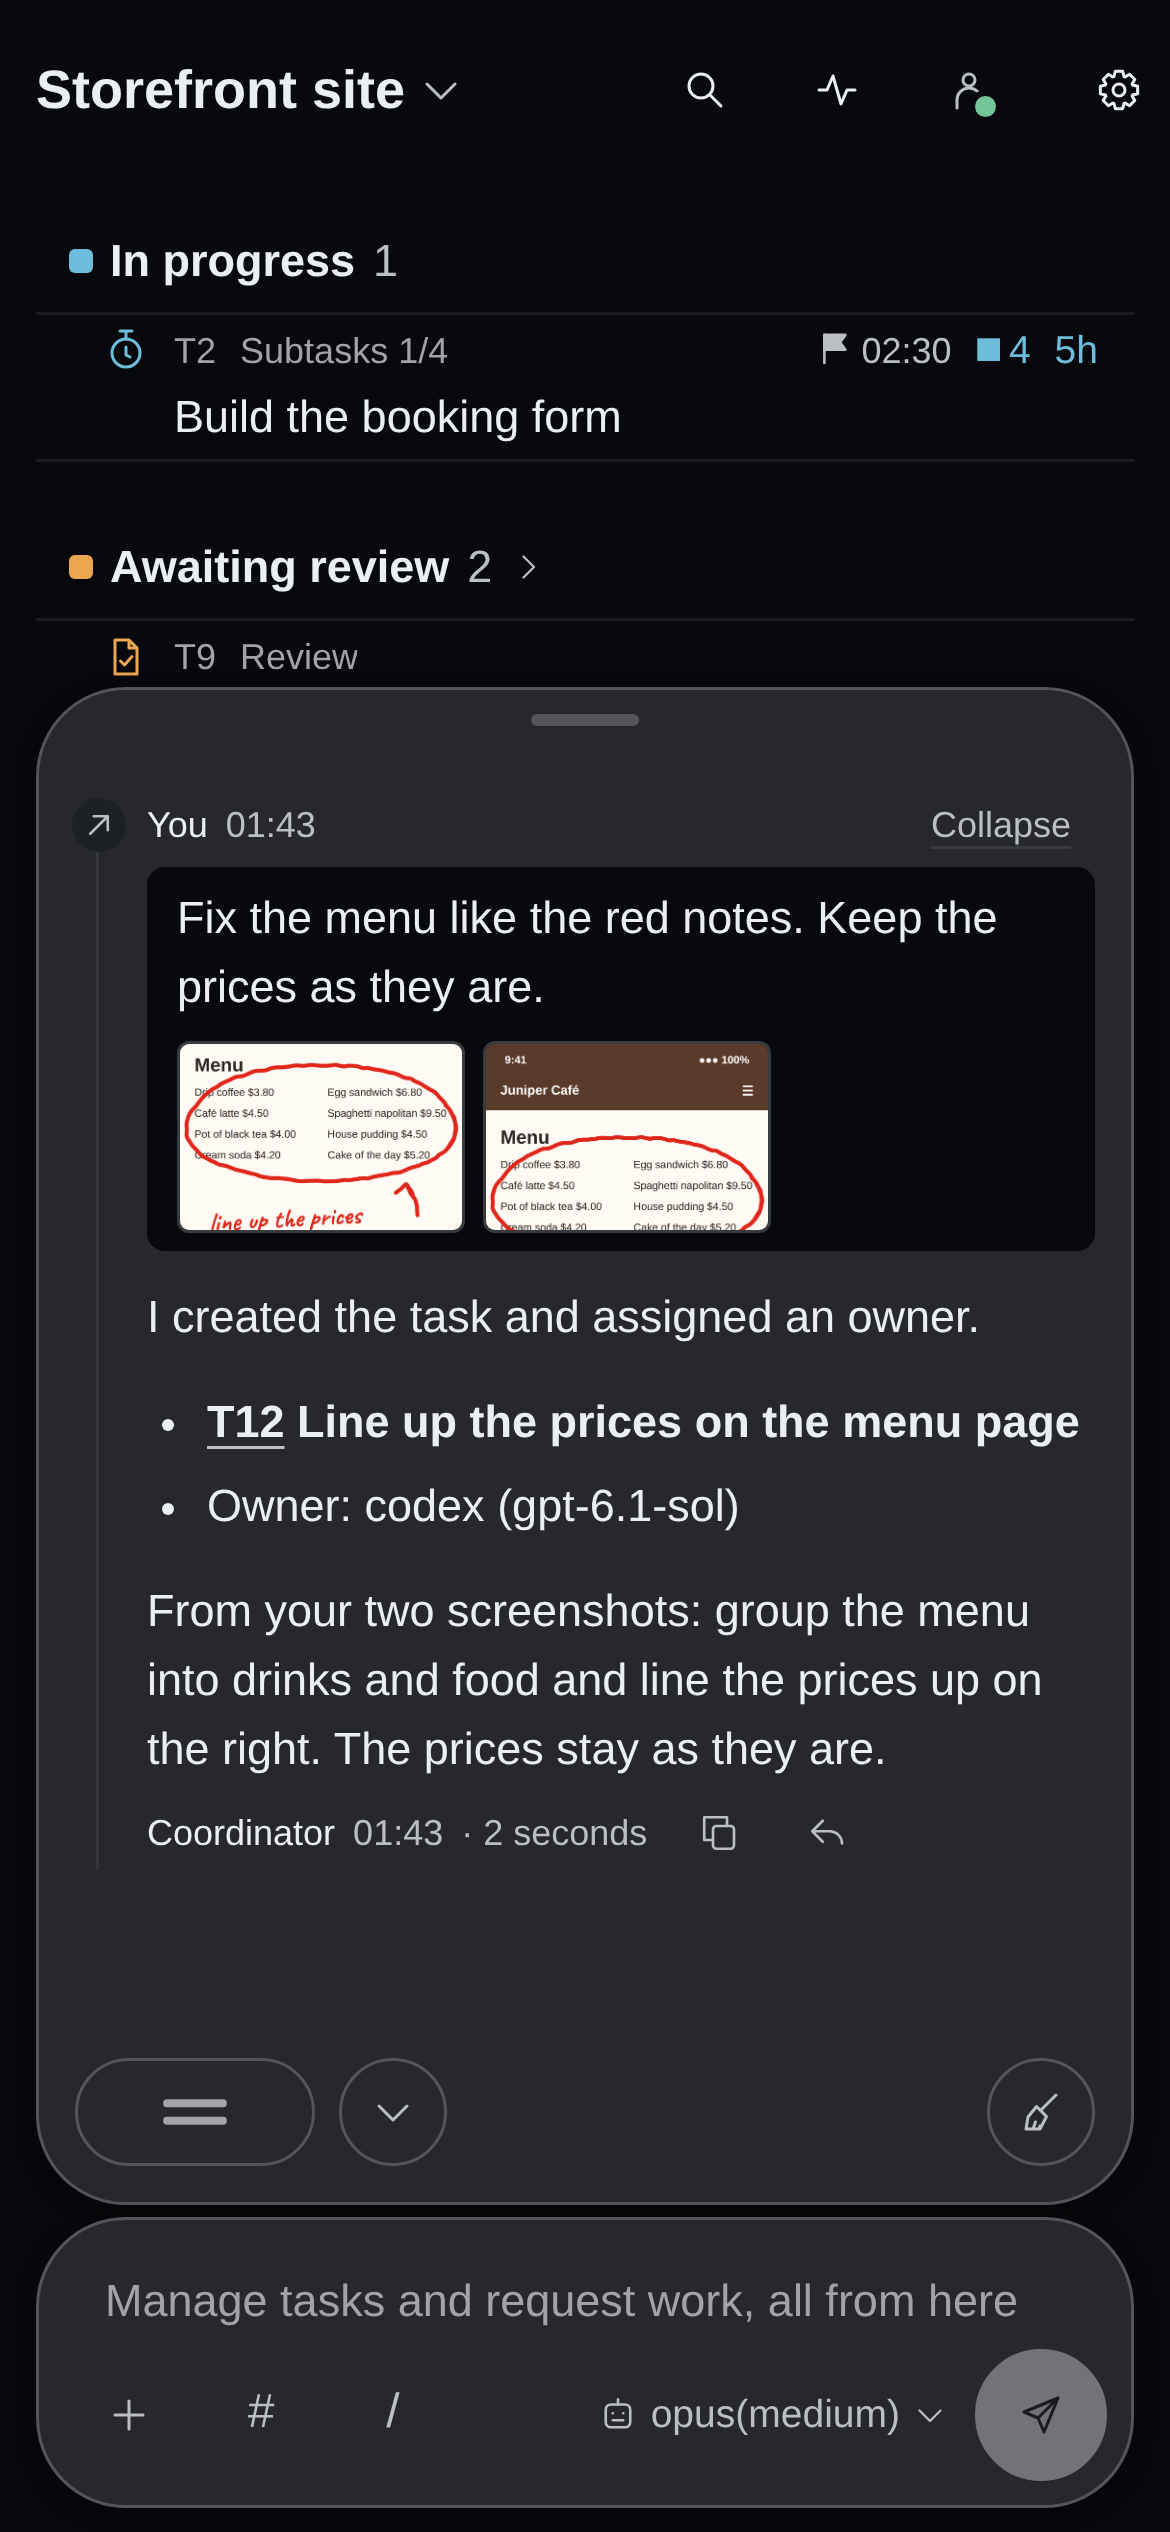 Storefront site
In progress 1
T2 Subtasks 1/4 02:30 4 5h
Build the booking form
Awaiting review 2
T9 Review
You 01:43 Collapse
Fix the menu like the red notes. Keep the
prices as they are.
Menu
Drip coffee $3.80 Egg sandwich $6.80
Café latte $4.50 Spaghetti napolitan $9.50
Pot of black tea $4.00 House pudding $4.50
Cream soda $4.20 Cake of the day $5.20
line up the prices
9:41 100%
Juniper Café
Menu
Drip coffee $3.80 Egg sandwich $6.80
Café latte $4.50 Spaghetti napolitan $9.50
Pot of black tea $4.00 House pudding $4.50
Cream soda $4.20 Cake of the day $5.20
I created the task and assigned an owner.
• T12 Line up the prices on the menu page
• Owner: codex (gpt-6.1-sol)
From your two screenshots: group the menu
into drinks and food and line the prices up on
the right. The prices stay as they are.
Coordinator 01:43 · 2 seconds
Manage tasks and request work, all from here
# / opus(medium)